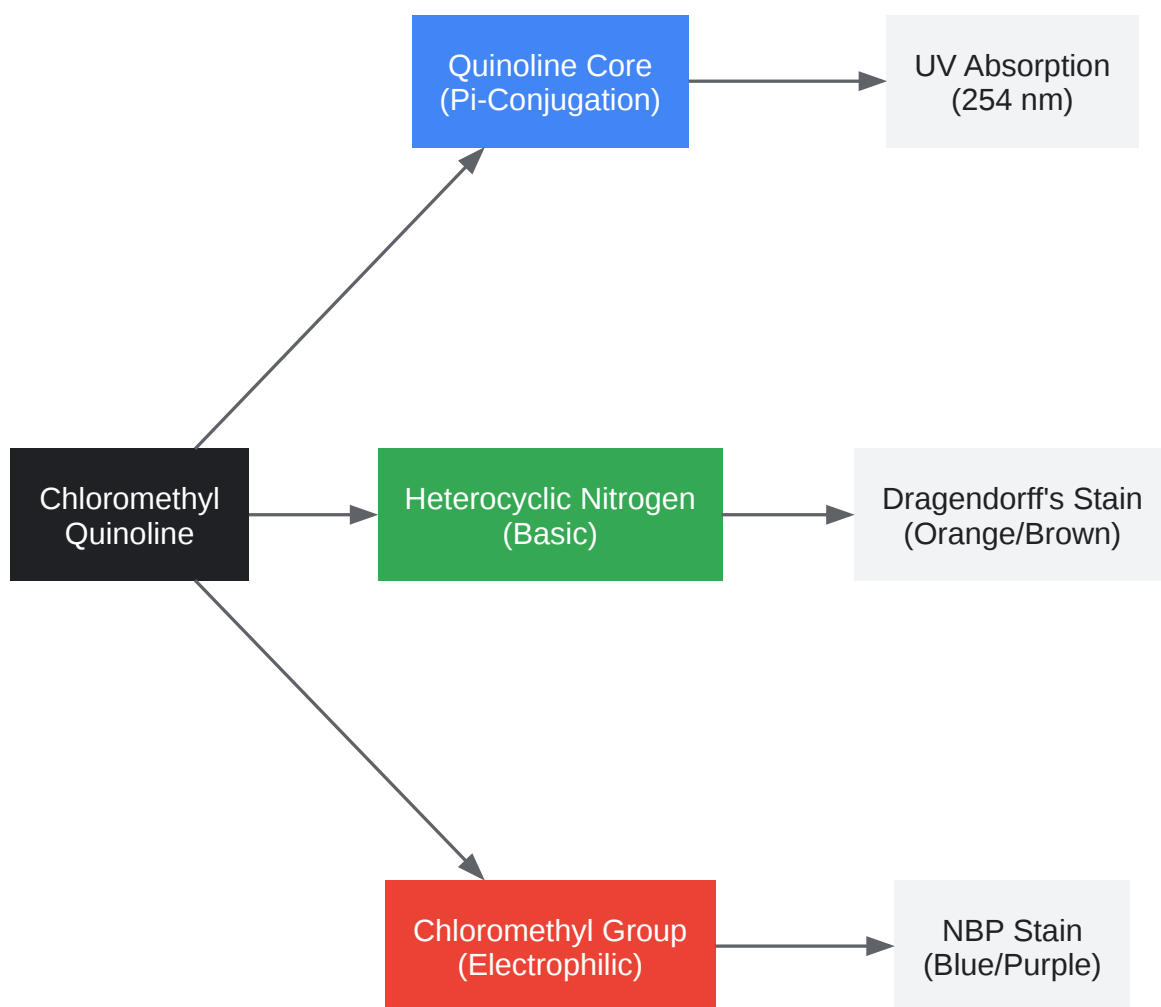 Quinoline Core
(Pi-Conjugation)
UV Absorption
(254 nm)
Chloromethyl
Quinoline
Heterocyclic Nitrogen
(Basic)
Dragendorff's Stain
(Orange/Brown)
Chloromethyl Group
(Electrophilic)
NBP Stain
(Blue/Purple)